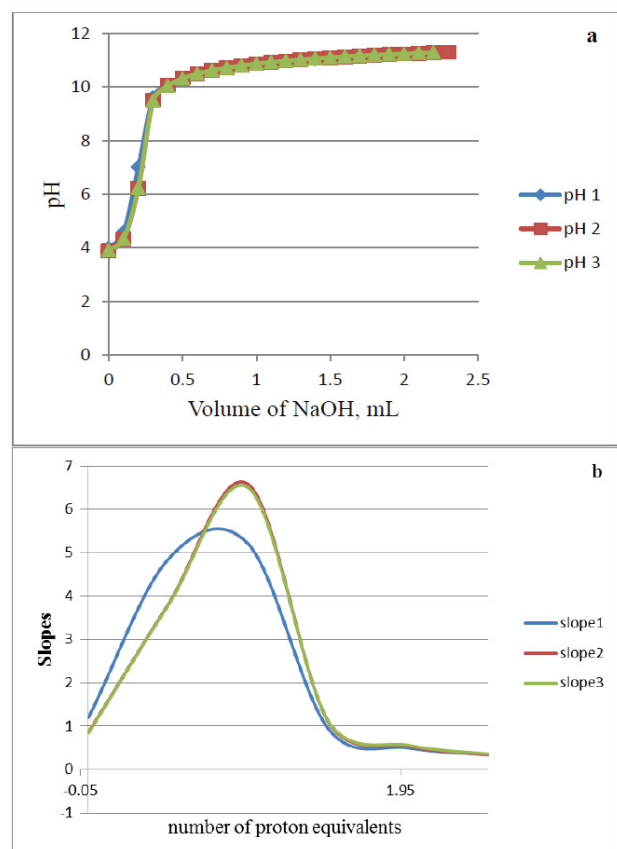 a
12
10
8
6
4
2
0
pH
0 0.5 1 1.5 2 2.5
Volume of NaOH, mL
pH 1
pH 2
pH 3
b
7
6
5
4
3
2
1
0
-1
Slopes
-0.05 1.95
number of proton equivalents
slope1
slope2
slope3